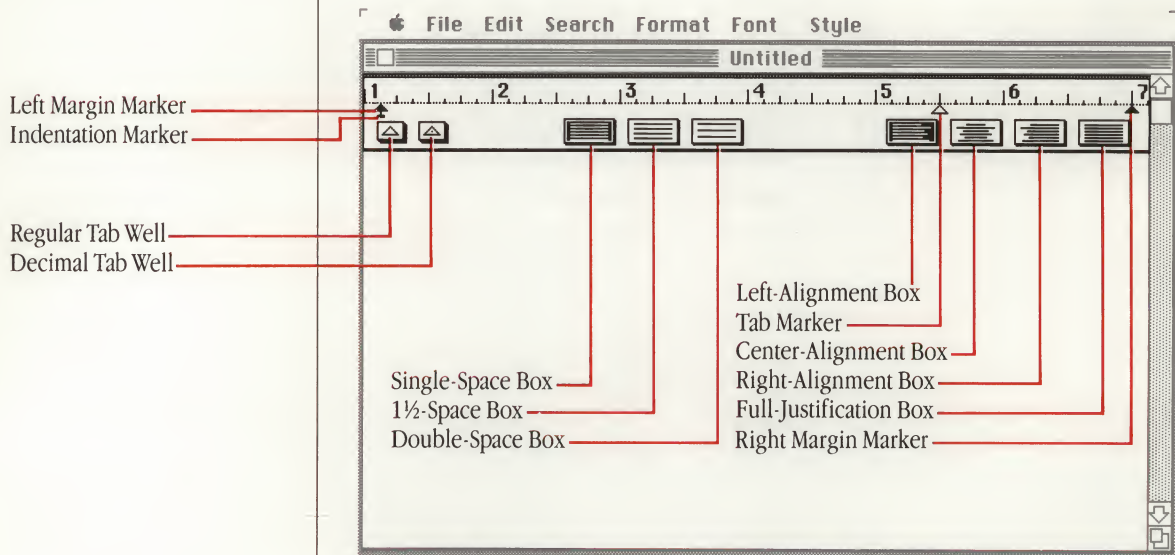 File Edit Search Format Font Style
Untitled
1 2 3 4 5 6 7
Left Margin Marker
Indentation Marker
Regular Tab Well
Decimal Tab Well
Left-Alignment Box
Tab Marker
Center-Alignment Box
Single-Space Box
Right-Alignment Box
1½-Space Box
Full-Justification Box
Double-Space Box
Right Margin Marker